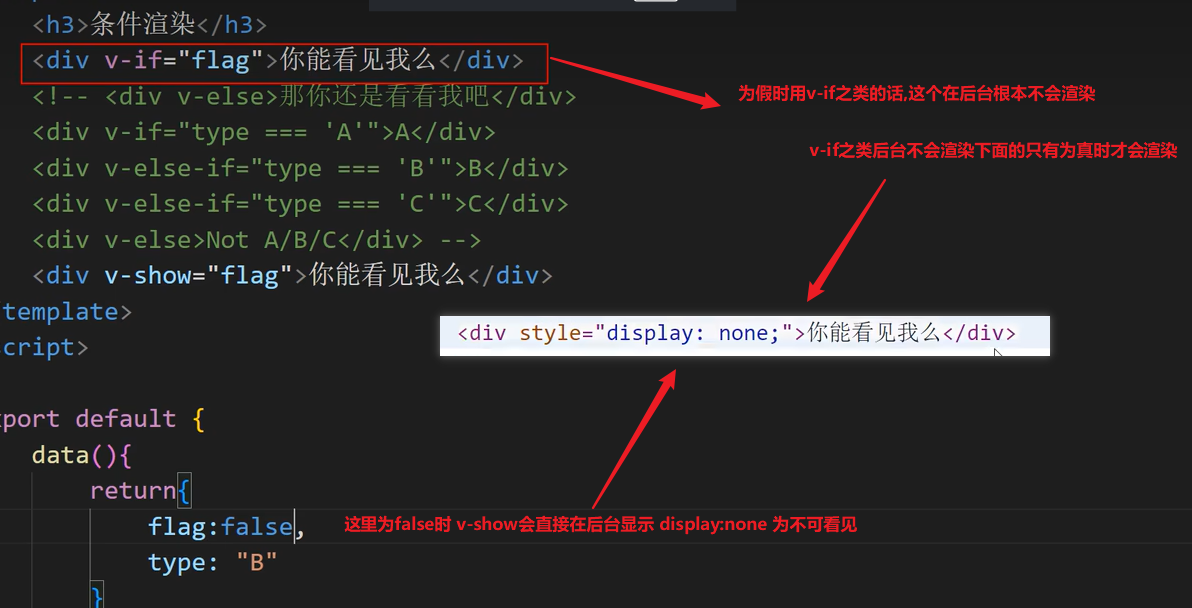 <h3>条件渲染</h3>
<div v-if="flag">你能看见我么</div>
为假时用v-if之类的话,这个在后台根本不会渲染
<!-- <div v-else>那你还是看看我吧</div>
<div v-if="type === 'A'">A</div>
v-if之类后台不会渲染下面的只有为真时才会渲染
<div v-else-if="type === 'B'">B</div>
<div v-else-if="type === 'C'">C</div>
<div v-else>Not A/B/C</div> -->
<div v-show="flag">你能看见我么</div>
template>
<div style="display: none;">你能看见我么</div>
cript>
port default {
data(){
return{
flag:false,
这里为false时 v-show会直接在后台显示 display:none 为不可看见
type: "B"
}